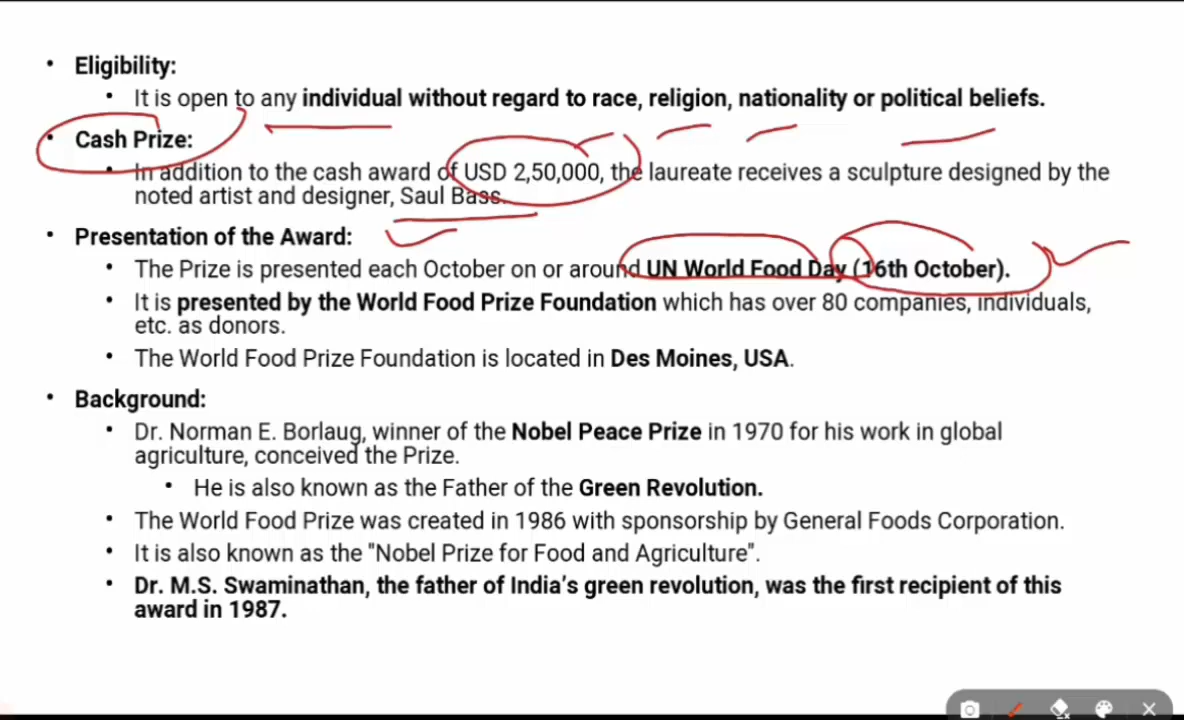 • Eligibility:
• It is open to any individual without regard to race, religion, nationality or political beliefs.
• Cash Prize:
• In addition to the cash award of USD 2,50,000, the laureate receives a sculpture designed by the
noted artist and designer, Saul Bass.
• Presentation of the Award:
• The Prize is presented each October on or around UN World Food Day (16th October).
• It is presented by the World Food Prize Foundation which has over 80 companies, individuals,
etc. as donors.
• The World Food Prize Foundation is located in Des Moines, USA.
• Background:
• Dr. Norman E. Borlaug, winner of the Nobel Peace Prize in 1970 for his work in global
agriculture, conceived the Prize.
• He is also known as the Father of the Green Revolution.
• The World Food Prize was created in 1986 with sponsorship by General Foods Corporation.
• It is also known as the "Nobel Prize for Food and Agriculture".
• Dr. M.S. Swaminathan, the father of India’s green revolution, was the first recipient of this
award in 1987.